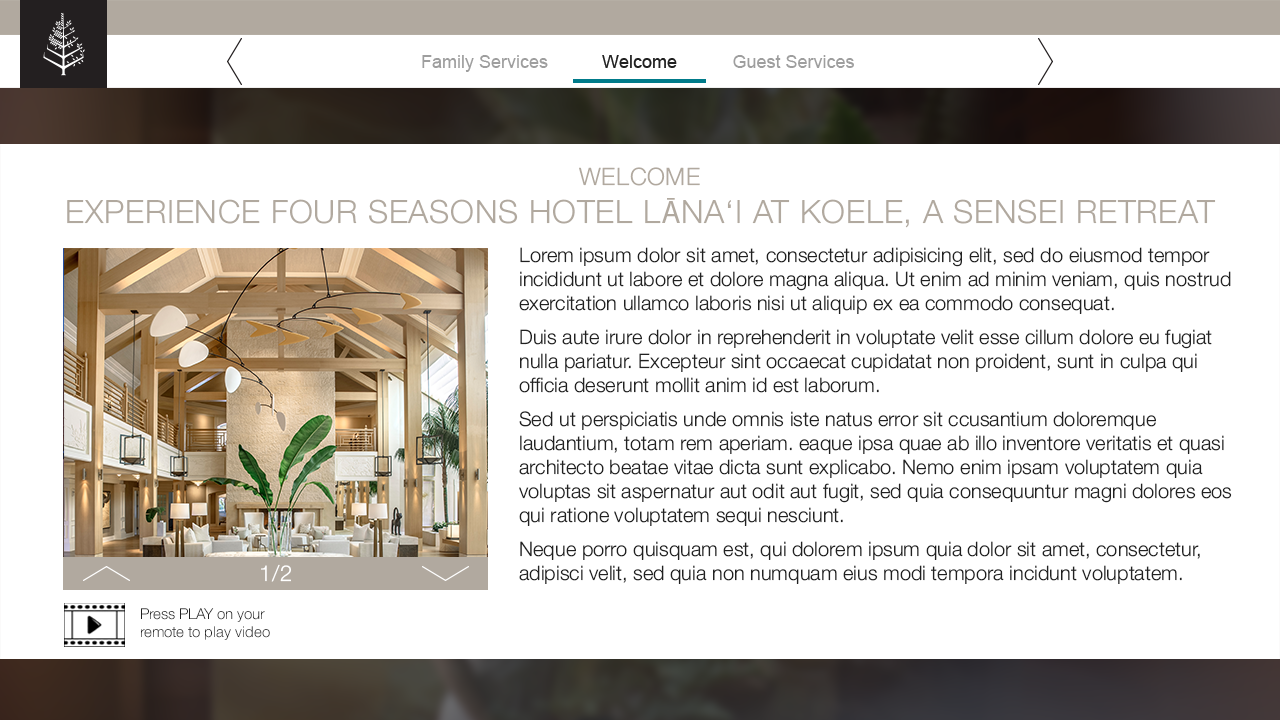 Family Services
Welcome
Guest Services
WELCOME
EXPERIENCE FOUR SEASONS HOTEL LĀNA‘I AT KOELE, A SENSEI RETREAT
Lorem ipsum dolor sit amet, consectetur adipisicing elit, sed do eiusmod tempor
incididunt ut labore et dolore magna aliqua. Ut enim ad minim veniam, quis nostrud
exercitation ullamco laboris nisi ut aliquip ex ea commodo consequat.
Duis aute irure dolor in reprehenderit in voluptate velit esse cillum dolore eu fugiat
nulla pariatur. Excepteur sint occaecat cupidatat non proident, sunt in culpa qui
officia deserunt mollit anim id est laborum.
Sed ut perspiciatis unde omnis iste natus error sit ccusantium doloremque
laudantium, totam rem aperiam. eaque ipsa quae ab illo inventore veritatis et quasi
architecto beatae vitae dicta sunt explicabo. Nemo enim ipsam voluptatem quia
voluptas sit aspernatur aut odit aut fugit, sed quia consequuntur magni dolores eos
qui ratione voluptatem sequi nesciunt.
Neque porro quisquam est, qui dolorem ipsum quia dolor sit amet, consectetur,
adipisci velit, sed quia non numquam eius modi tempora incidunt voluptatem.
1/2
Press PLAY on your
remote to play video